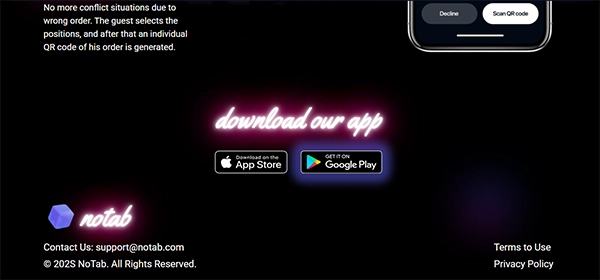 No more conflict situations due to
wrong order. The guest selects the
positions, and after that an individual
QR code of his order is generated.
Decline
Scan QR code
download our app
Download on the
App Store
GET IT ON
Google Play
notab
Contact Us: support@notab.com
© 202S NoTab. All Rights Reserved.
Terms to Use
Privacy Policy